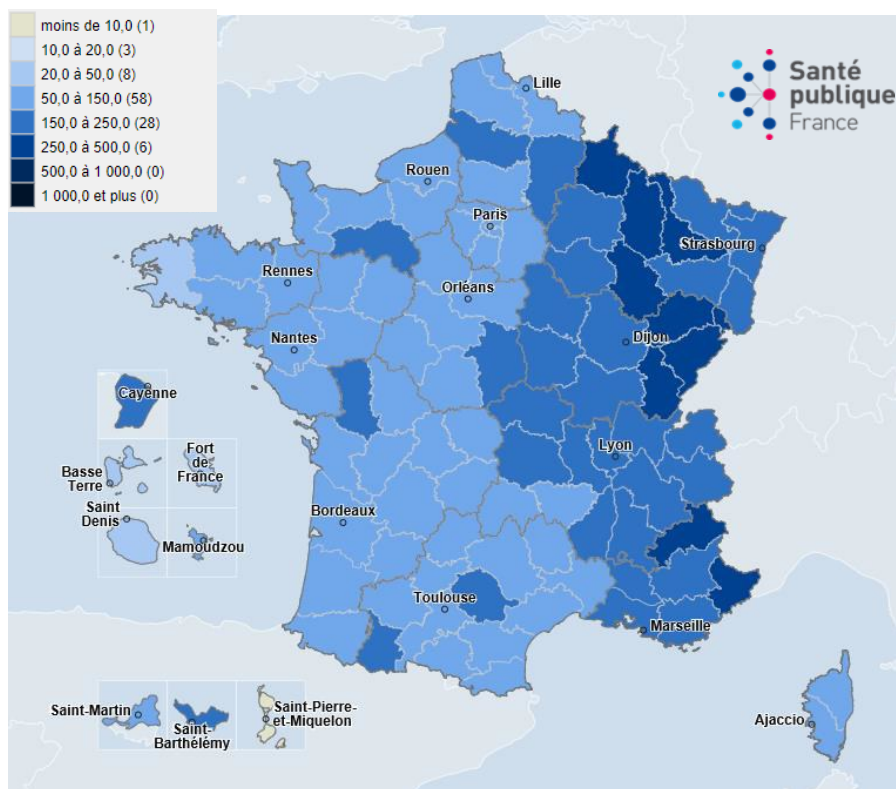 moins de 10,0 (1)
10,0 à 20,0 (3)
20,0 à 50,0 (8)
50,0 à 150,0 (58)
150,0 à 250,0 (28)
250,0 à 500,0 (6)
500,0 à 1 000,0 (0)
1 000,0 et plus (0)
Santé
publique
France
Lille
Rouen
Paris
Strasbourg
Rennes
Orléans
Nantes
Dijon
Cayenne
Lyon
Basse
Terre
Fort
de
France
Saint
Denis
Bordeaux
Mamoudzou
Toulouse
Marseille
Saint-Martin
Saint-
Barthélémy
Saint-Pierre-
et-Miquelon
Ajaccio